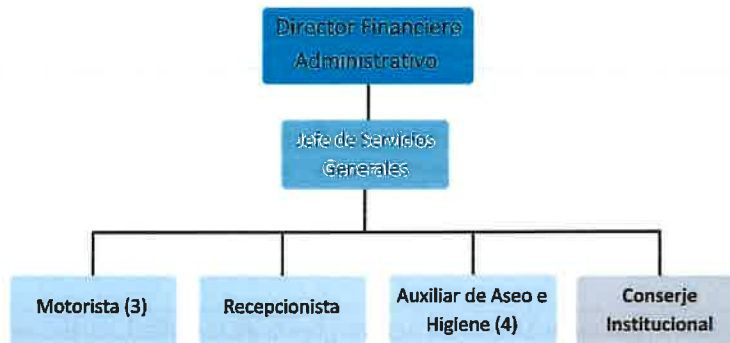 Director Financiero
Administrativo
Jefe de Servicios
Generales
Motorista (3)
Recepcionista
Auxiliar de Aseo e
Higiene (4)
Conserje
Institucional